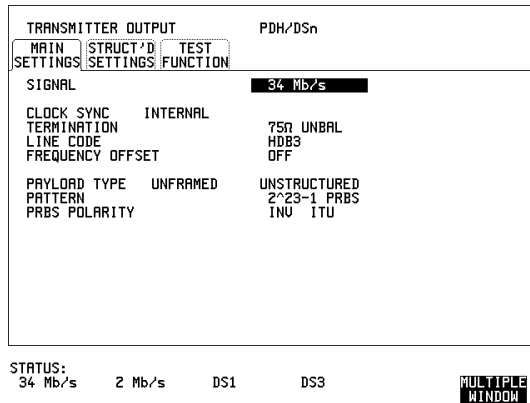 TRANSMITTER OUTPUT PDH/DSn
MAIN SETTINGS STRUCT'D SETTINGS TEST FUNCTION
SIGNAL 34 Mb/s
CLOCK SYNC INTERNAL
TERMINATION 75Ω UNBAL
LINE CODE HDB3
FREQUENCY OFFSET OFF
PAYLOAD TYPE UNFRAMED UNSTRUCTURED
PATTERN 2^23-1 PRBS
PRBS POLARITY INV ITU
STATUS:
34 Mb/s 2 Mb/s DS1 DS3 MULTIPLE WINDOW